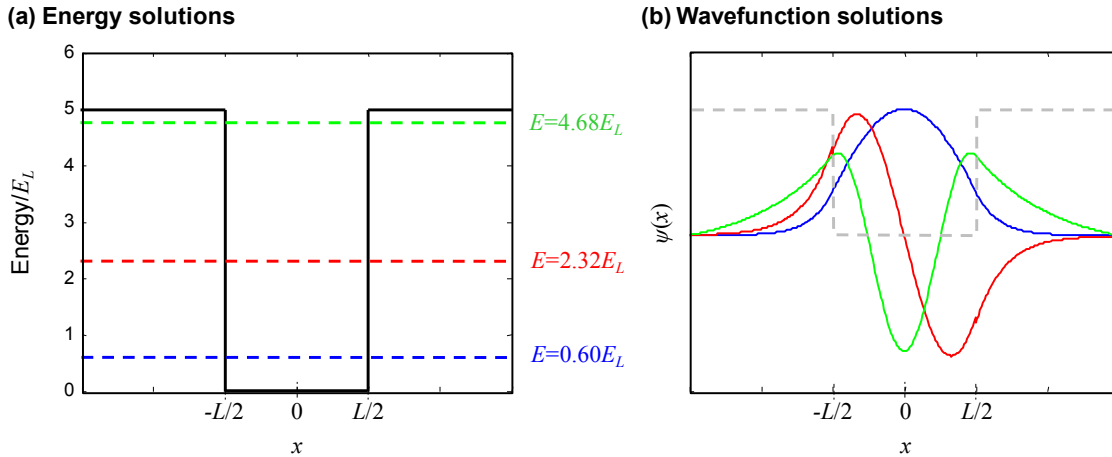 (a) Energy solutions
6
5
4
3
2
1
0
Energy/E_L
-L/2
0
L/2
x
E=4.68E_L
E=2.32E_L
E=0.60E_L
(b) Wavefunction solutions
ψ(x)
-L/2
0
L/2
x